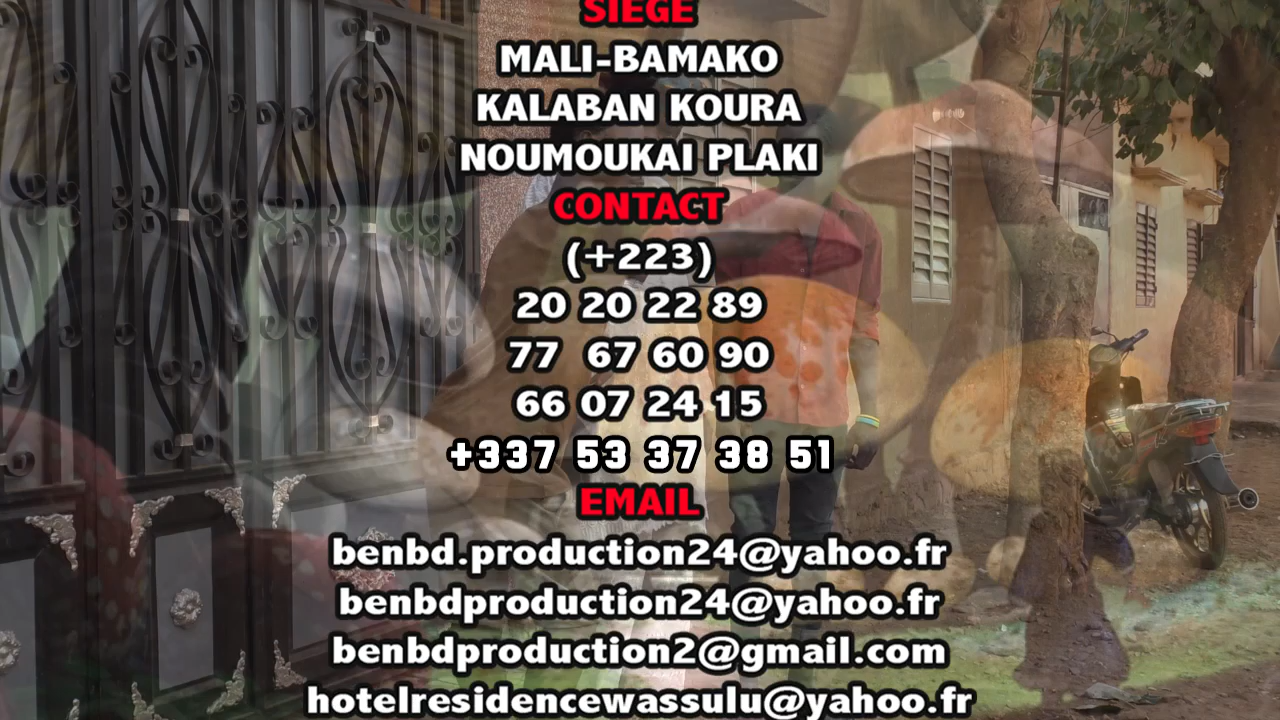 SIEGE
MALI-BAMAKO
KALABAN KOURA
NOUMOUKAI PLAKI
CONTACT
(+223)
20 20 22 89
77 67 60 90
66 07 24 15
+337 53 37 38 51
EMAIL
benbd.production24@yahoo.fr
benbdproduction24@yahoo.fr
benbdproduction2@gmail.com
hotelresidencewassulu@yahoo.fr